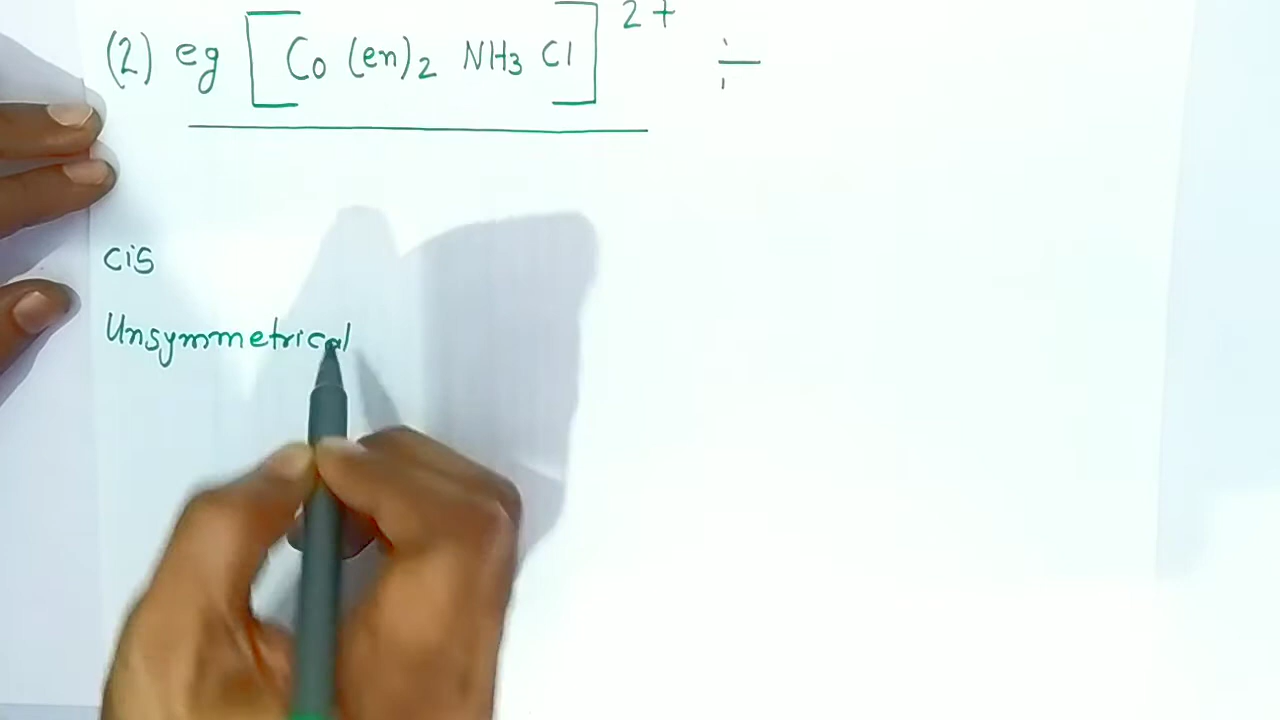 (2) eg [Co (en)2 NH3 Cl] 2+ ÷
cis
Unsymmetrical